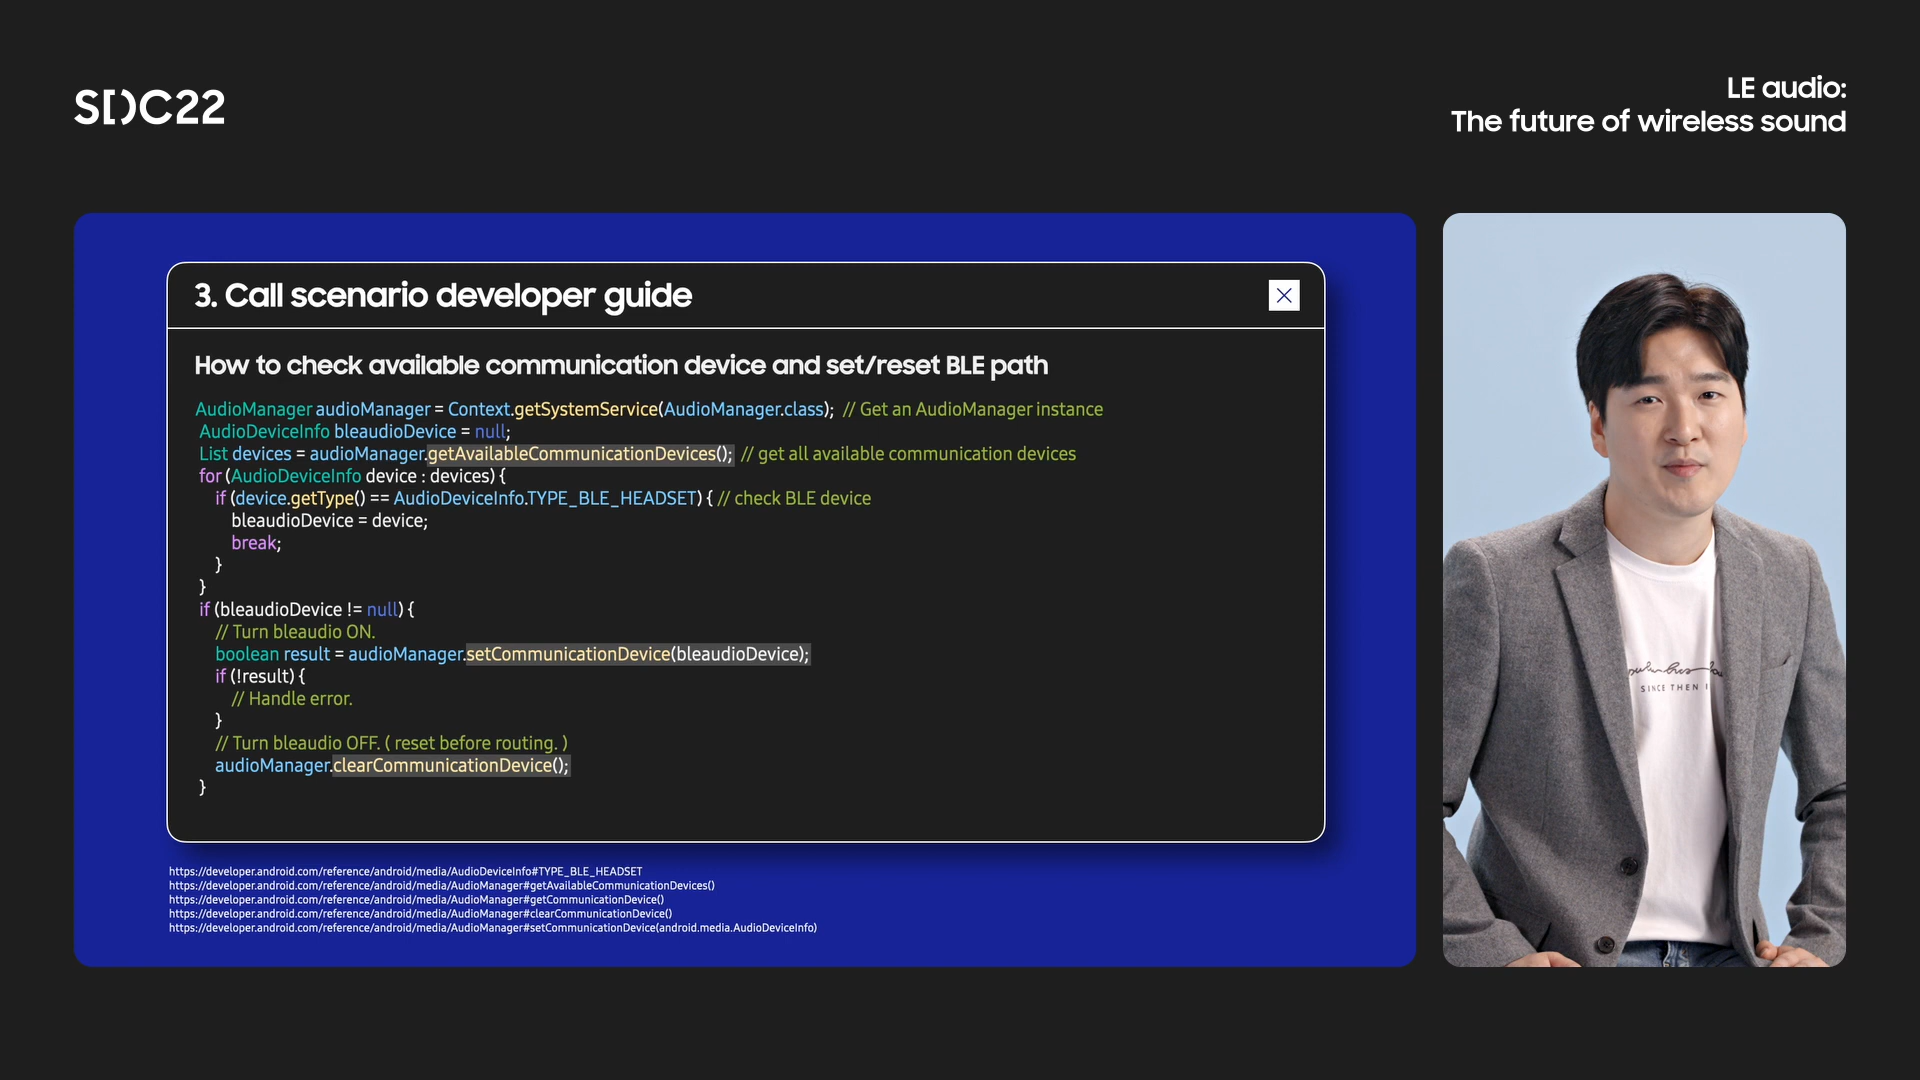 SDC22
LE audio:
The future of wireless sound
3. Call scenario developer guide
How to check available communication device and set/reset BLE path
AudioManager audioManager = Context.getSystemService(AudioManager.class); // Get an AudioManager instance
AudioDeviceInfo bleaudioDevice = null;
List devices = audioManager.getAvailableCommunicationDevices(); // get all available communication devices
for (AudioDeviceInfo device : devices) {
if (device.getType() == AudioDeviceInfo.TYPE_BLE_HEADSET) { // check BLE device
bleaudioDevice = device;
break;
}
}
if (bleaudioDevice != null) {
// Turn bleaudio ON.
boolean result = audioManager.setCommunicationDevice(bleaudioDevice);
if (!result) {
// Handle error.
}
// Turn bleaudio OFF. ( reset before routing. )
audioManager.clearCommunicationDevice();
}
https://developer.android.com/reference/android/media/AudioDeviceInfo#TYPE_BLE_HEADSET
https://developer.android.com/reference/android/media/AudioManager#getAvailableCommunicationDevices()
https://developer.android.com/reference/android/media/AudioManager#getCommunicationDevice()
https://developer.android.com/reference/android/media/AudioManager#clearCommunicationDevice()
https://developer.android.com/reference/android/media/AudioManager#setCommunicationDevice(android.media.AudioDeviceInfo)
SINCE THEN